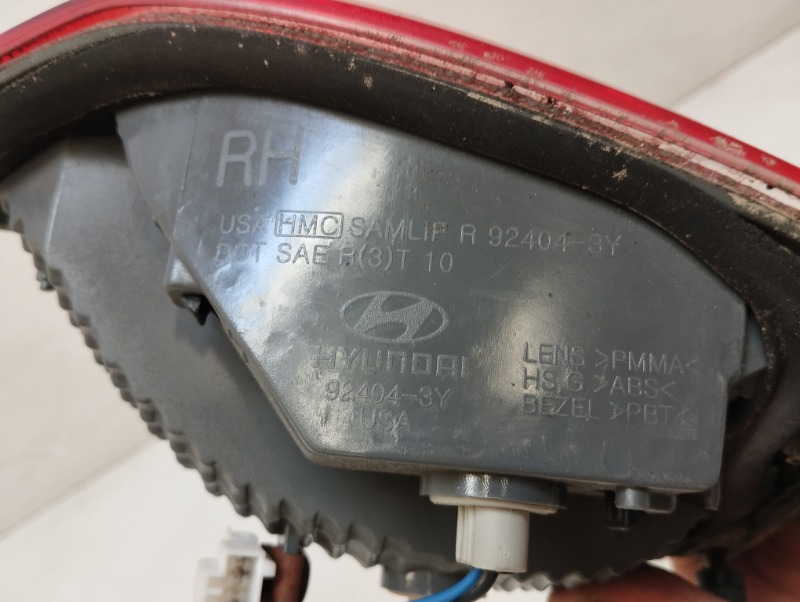 RH
USA HMC SAMLIP R 92404-3Y
DOT SAE R(3)T 10
HYUNDAI
92404-3Y
USA
LENS >PMMA<
HS'G >ABS<
BEZEL >PBT<